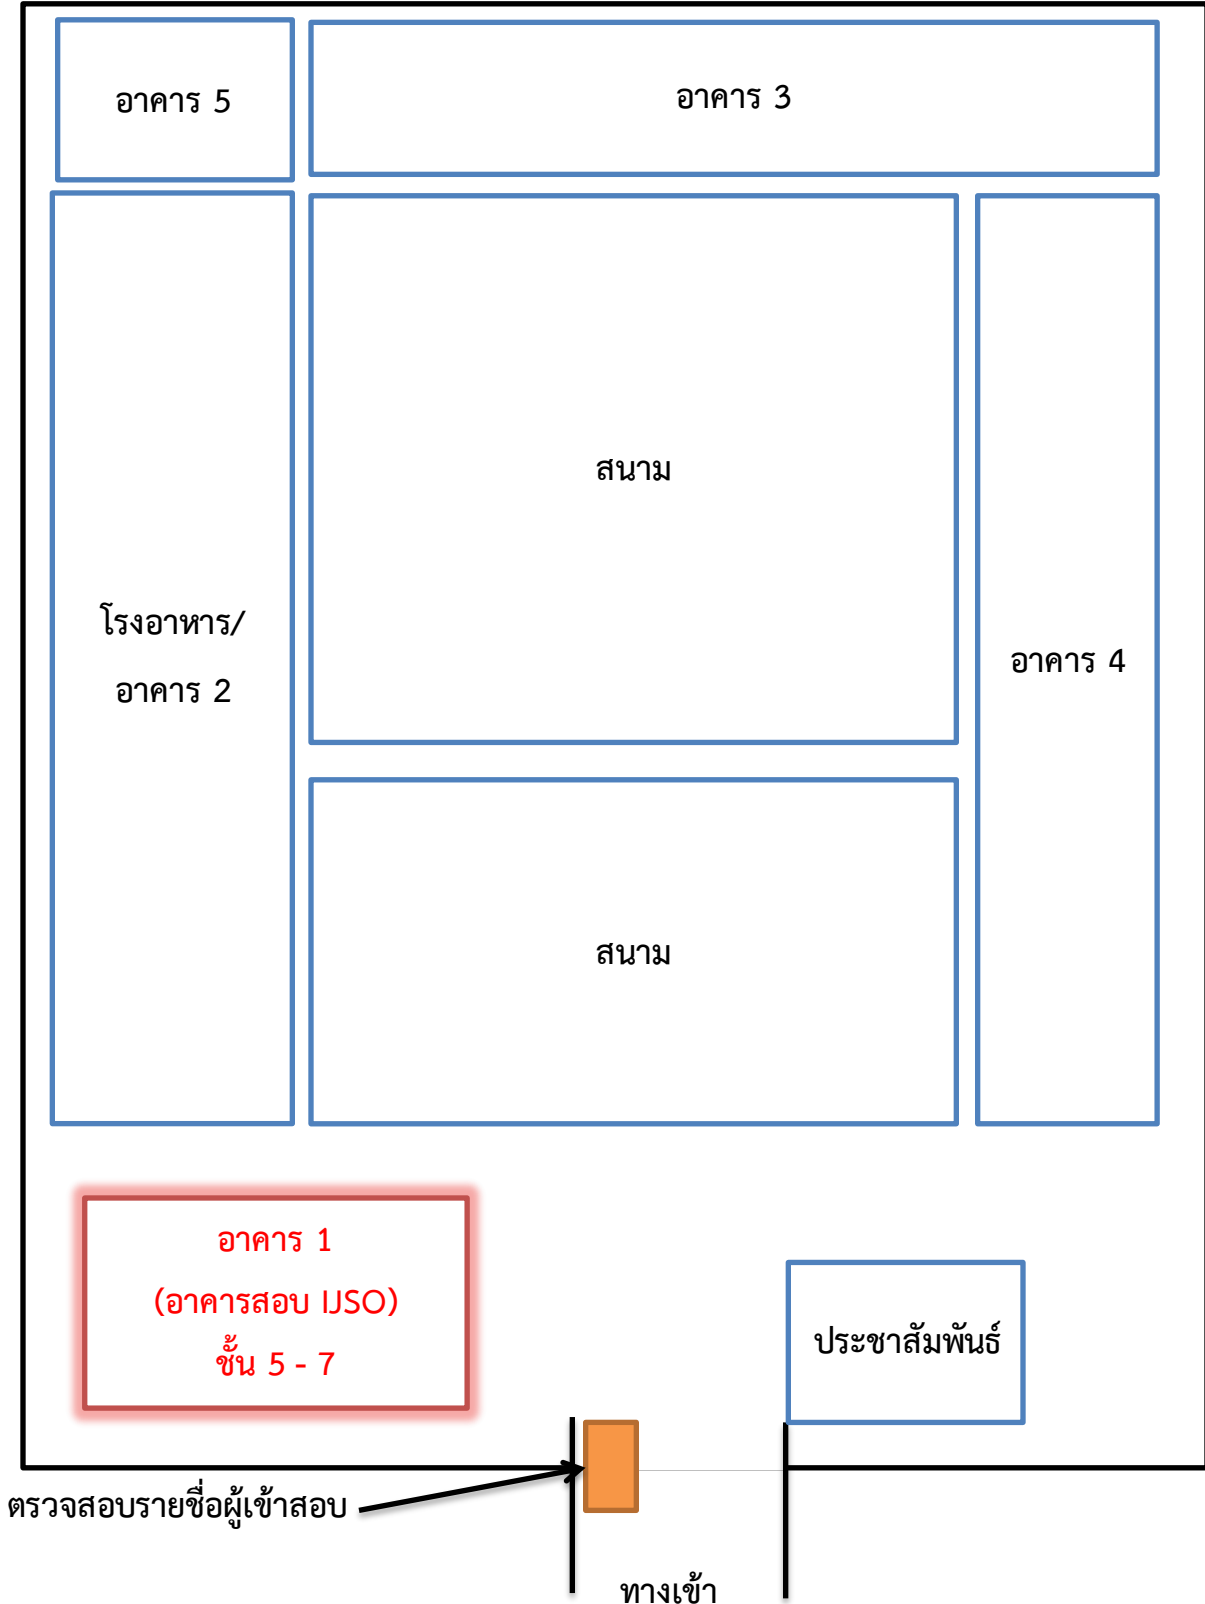 อาคาร 5
อาคาร 3
สนาม
โรงอาหาร/
อาคาร 2
อาคาร 4
สนาม
อาคาร 1
(อาคารสอบ IJSO)
ชั้น 5 - 7
ประชาสัมพันธ์
ตรวจสอบรายชื่อผู้เข้าสอบ
ทางเข้า